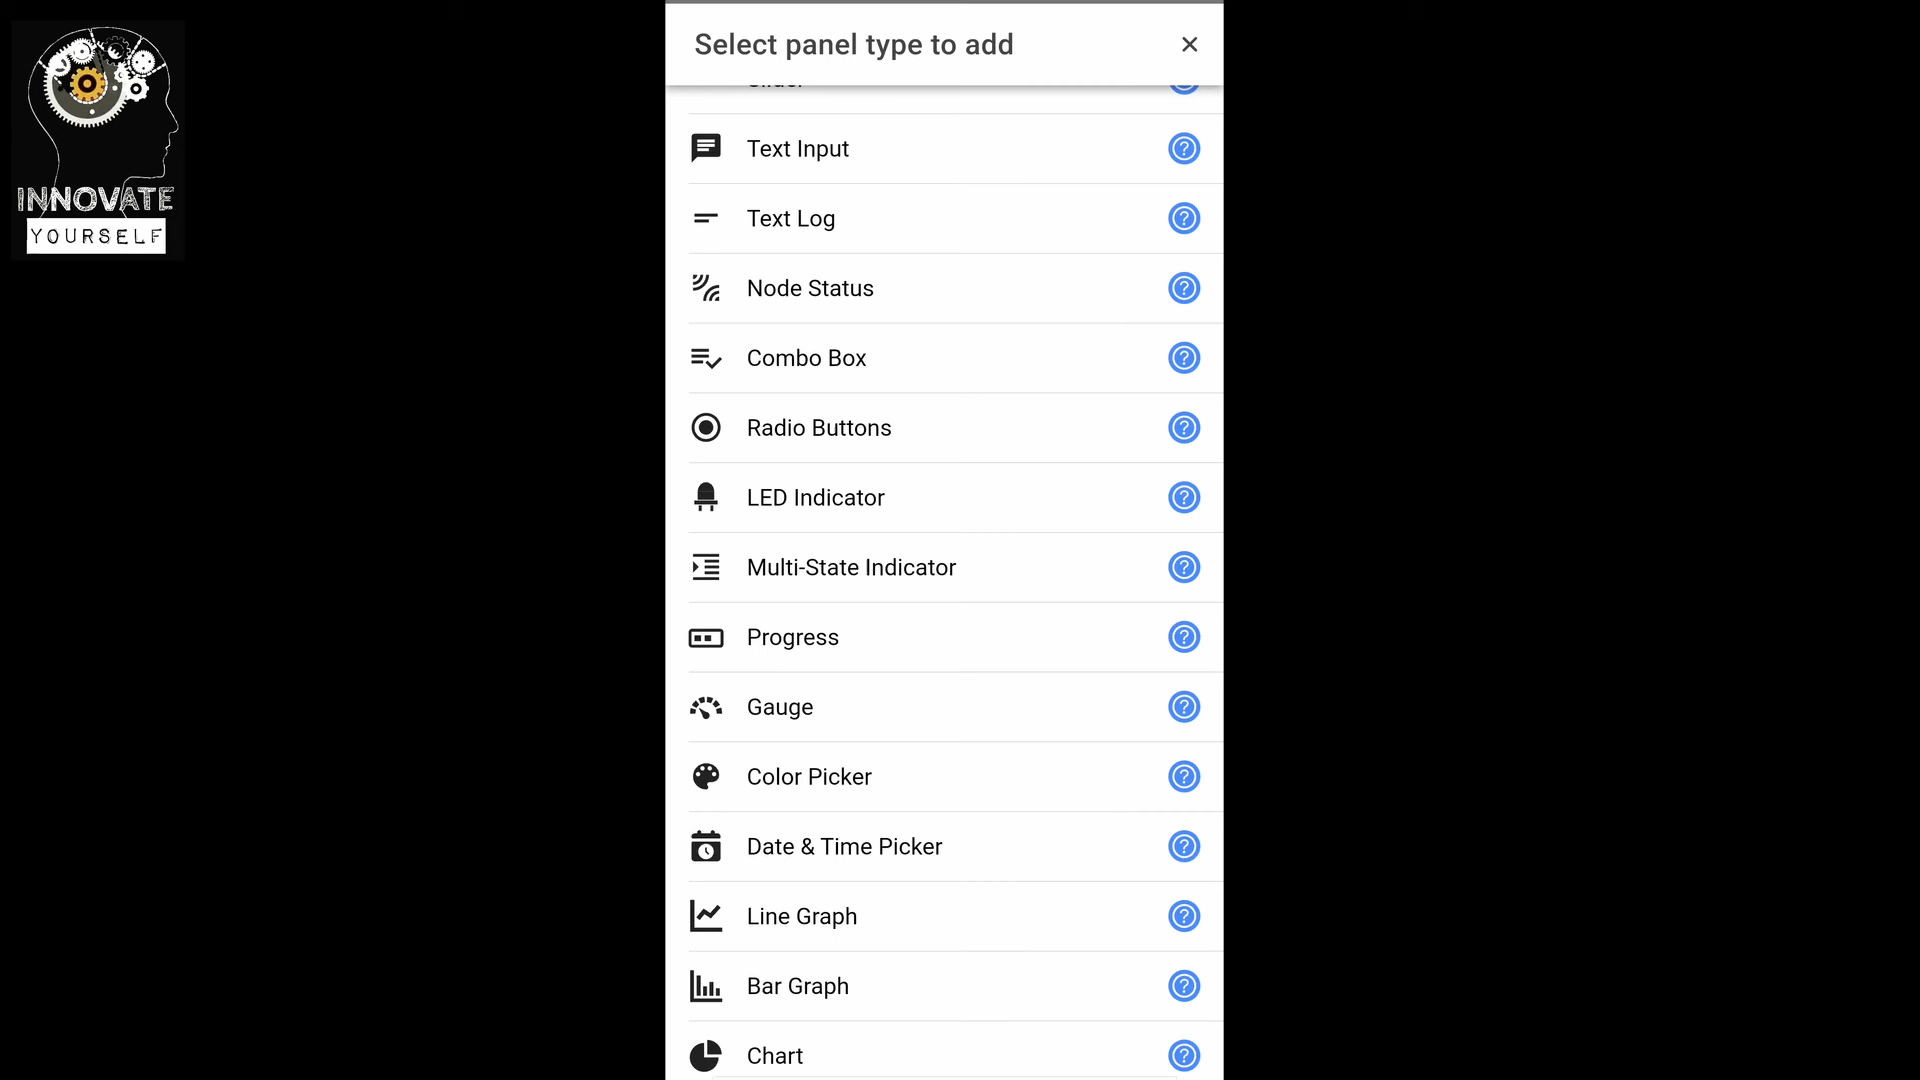 INNOVATE
YOURSELF
Select panel type to add
Text Input
Text Log
Node Status
Combo Box
Radio Buttons
LED Indicator
Multi-State Indicator
Progress
Gauge
Color Picker
Date & Time Picker
Line Graph
Bar Graph
Chart